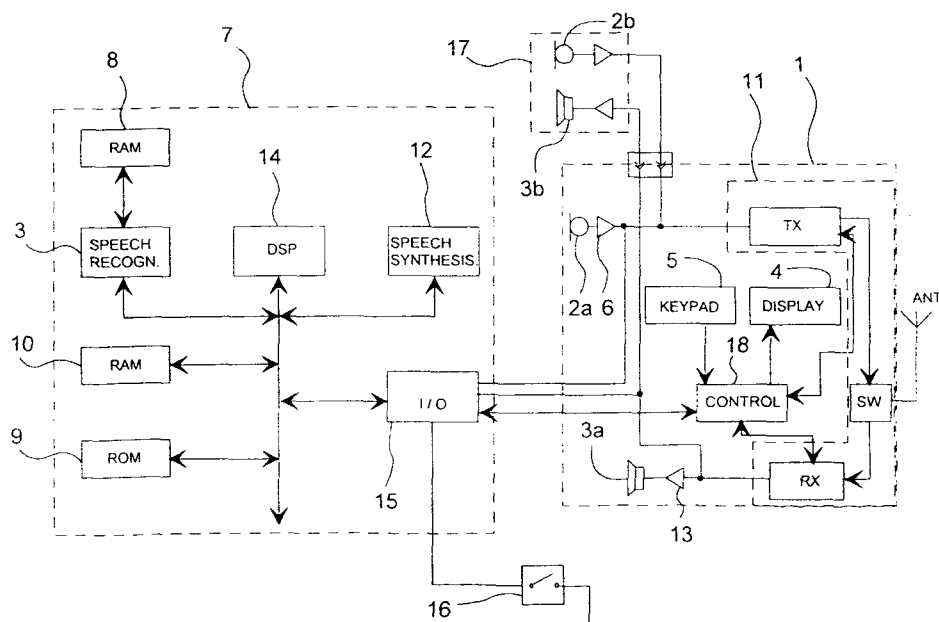 7
8
RAM
14
12
3
SPEECH
RECOGN.
DSP
SPEECH
SYNTHESIS.
10
RAM
9
ROM
I / O
15
16
17
2b
3b
1
11
TX
2a
6
5
KEYPAD
4
DISPLAY
ANT
18
CONTROL
SW
3a
13
RX